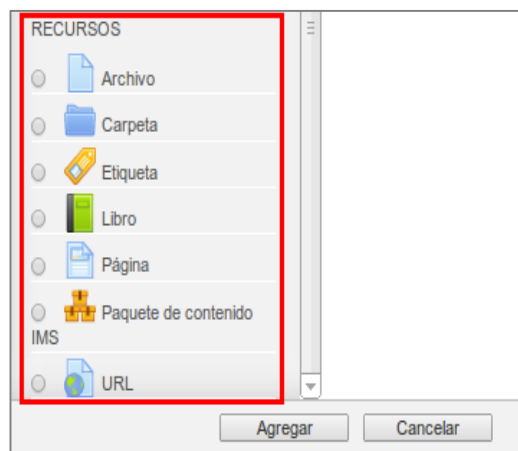 RECURSOS
Archivo
Carpeta
Etiqueta
Libro
Página
Paquete de contenido
IMS
URL
Agregar
Cancelar